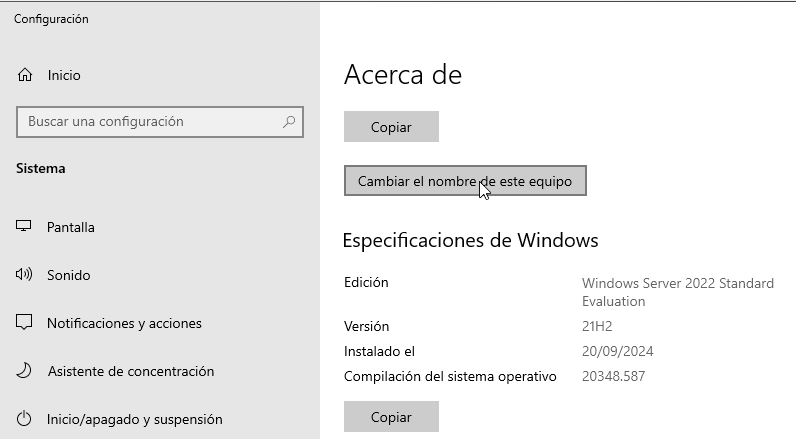 Configuración
Inicio
Buscar una configuración
Sistema
Pantalla
Sonido
Notificaciones y acciones
Asistente de concentración
Inicio/apagado y suspensión
Acerca de
Copiar
Cambiar el nombre de este equipo
Especificaciones de Windows
Edición Windows Server 2022 Standard
Evaluation
Versión 21H2
Instalado el 20/09/2024
Compilación del sistema operativo 20348.587
Copiar